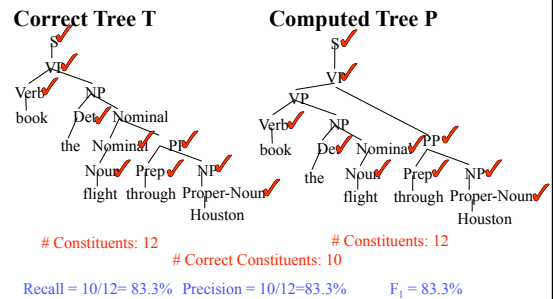 Correct Tree T
Computed Tree P
S
S
VP
VP
Verb
NP
VP
book
Det
Nominal
Verb
NP
PP
the
Nominal
PP
book
Det
Nominal
Noun
Prep
NP
the
Noun
Prep
NP
flight
through
Proper-Noun
flight
through
Proper-Noun
Houston
Houston
# Constituents: 12
# Constituents: 12
# Correct Constituents: 10
Recall = 10/12= 83.3% Precision = 10/12=83.3% F1 = 83.3%